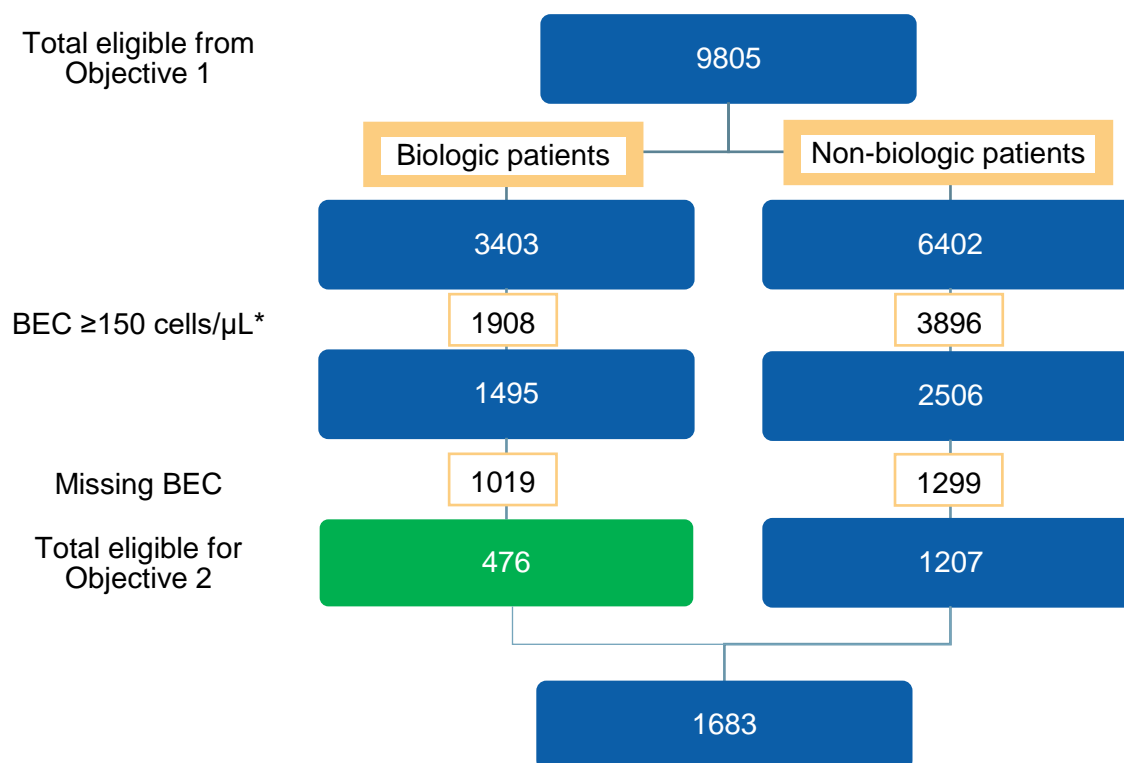 Total eligible from
Objective 1
9805
Biologic patients
Non-biologic patients
3403
6402
BEC ≥150 cells/µL*
1908
3896
1495
2506
Missing BEC
1019
1299
Total eligible for
Objective 2
476
1207
1683